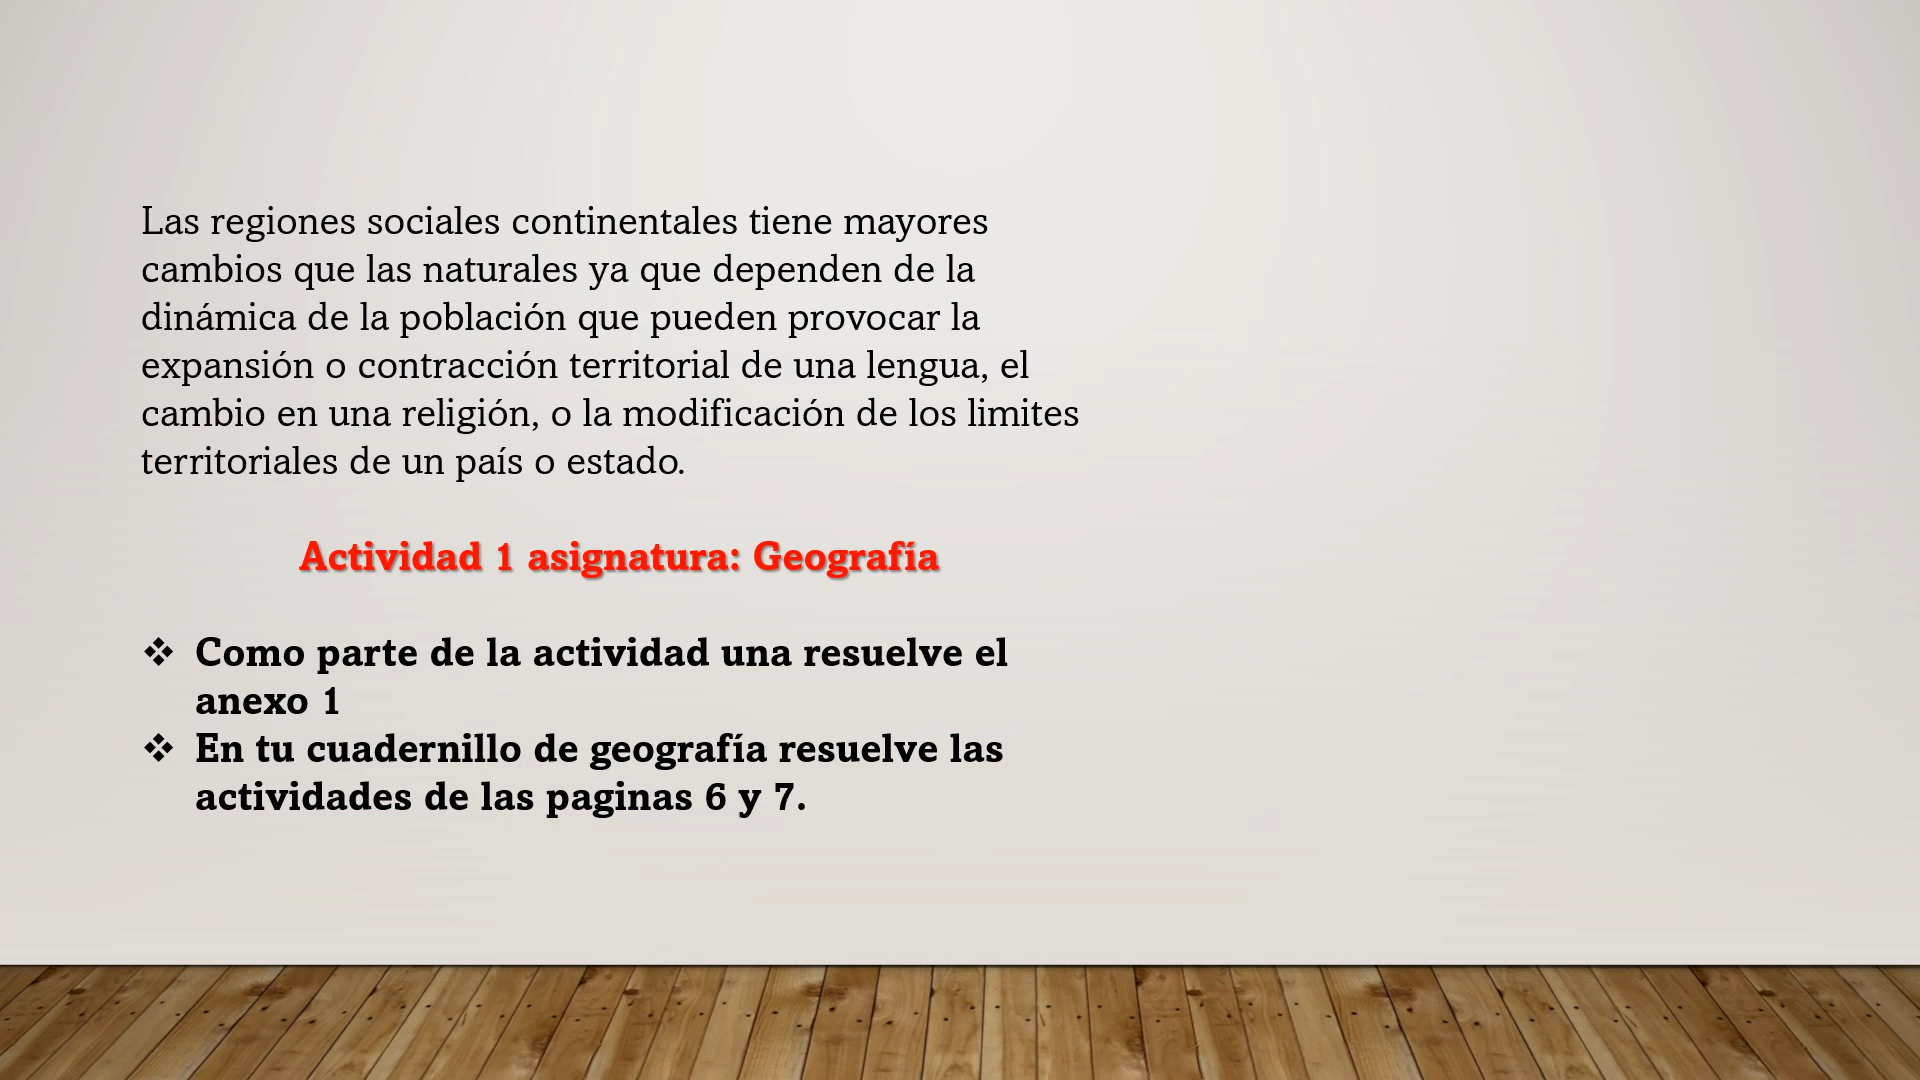 Las regiones sociales continentales tiene mayores
cambios que las naturales ya que dependen de la
dinámica de la población que pueden provocar la
expansión o contracción territorial de una lengua, el
cambio en una religión, o la modificación de los limites
territoriales de un país o estado.
Actividad 1 asignatura: Geografía
❖ Como parte de la actividad una resuelve el
anexo 1
❖ En tu cuadernillo de geografía resuelve las
actividades de las paginas 6 y 7.